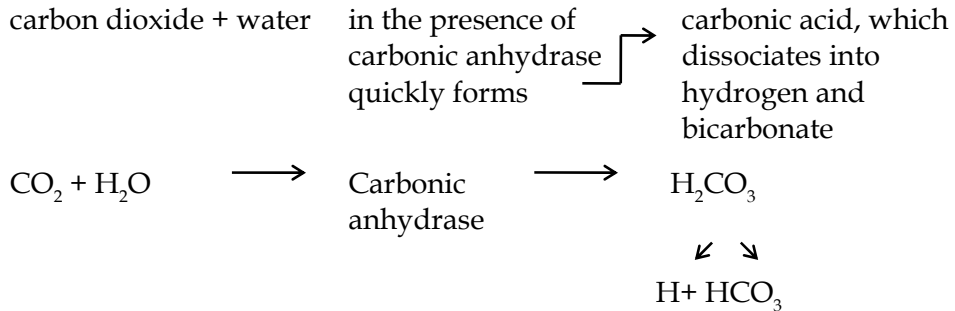 carbon dioxide + water
in the presence of
carbonic anhydrase
quickly forms
carbonic acid, which
dissociates into
hydrogen and
bicarbonate
CO₂ + H₂O
Carbonic
anhydrase
H₂CO₃
H+ HCO₃